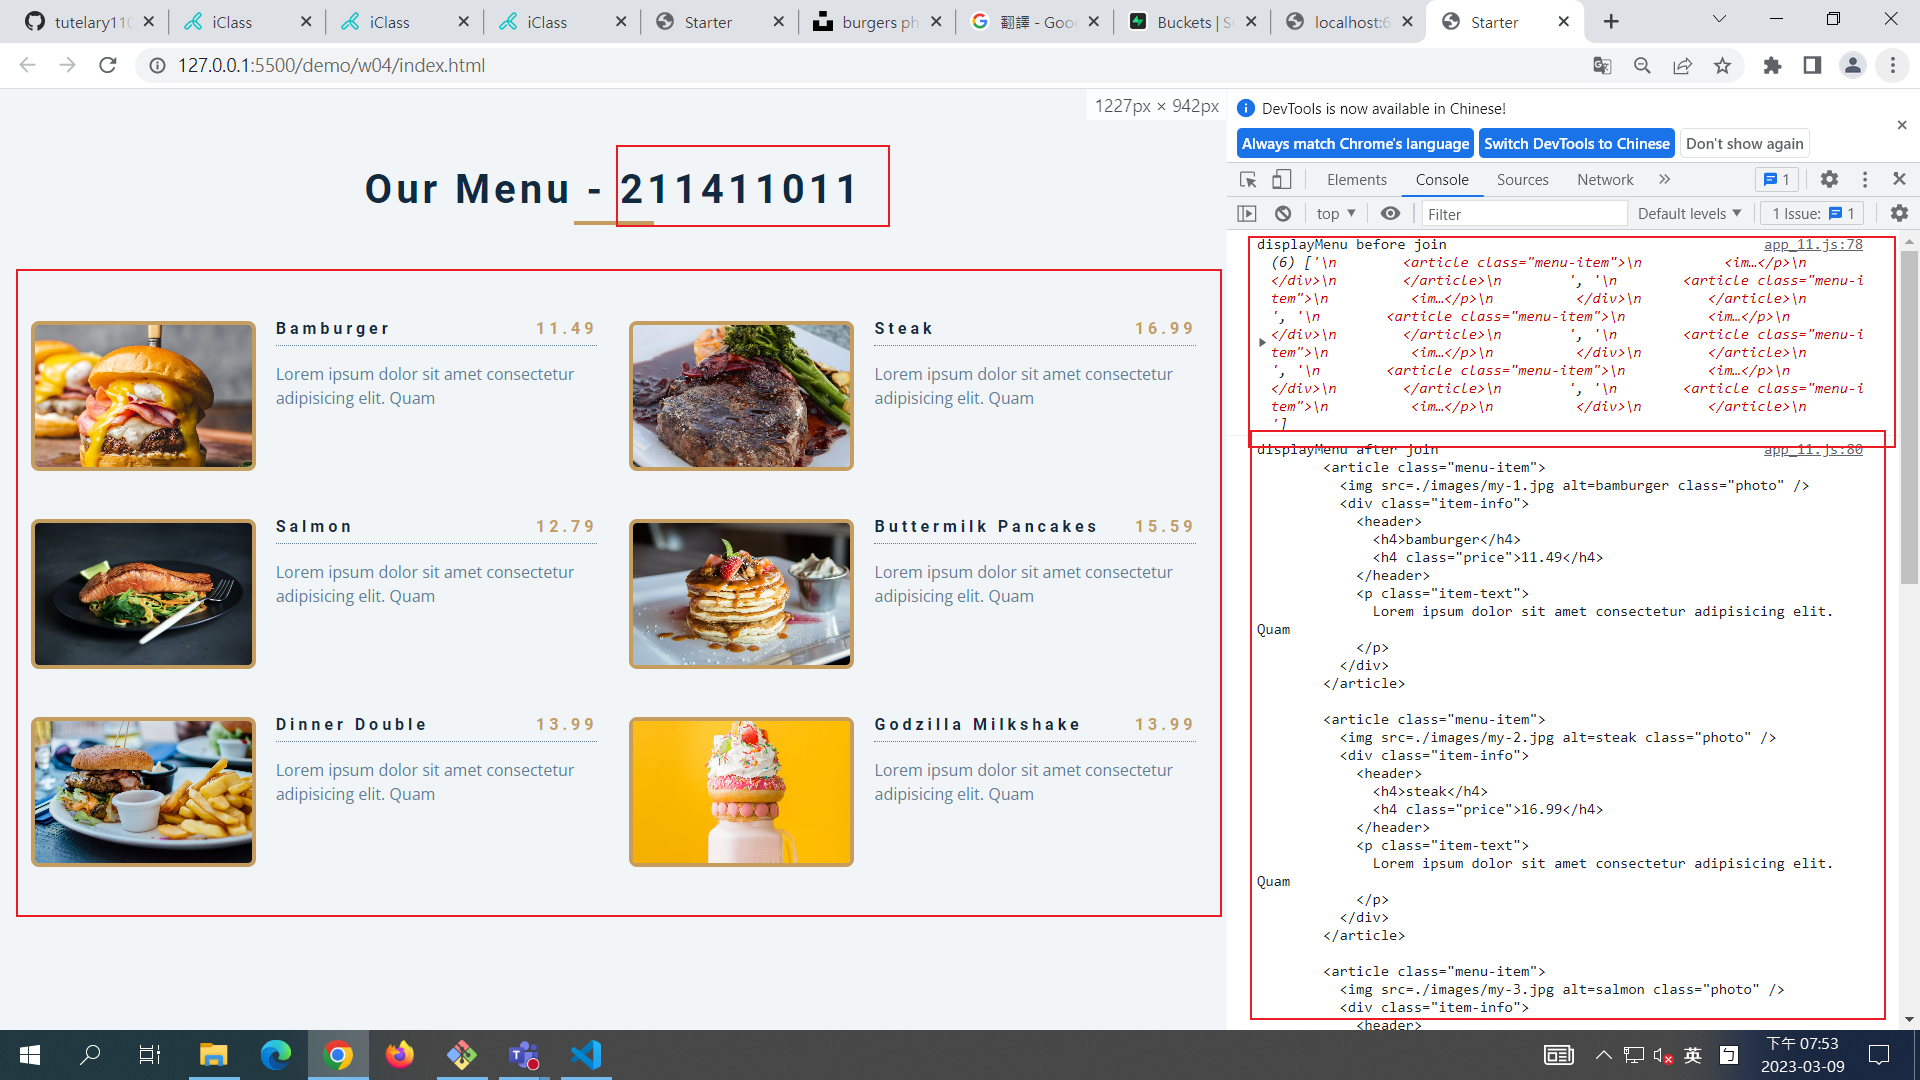 tutelary110
iClass
iClass
iClass
Starter
burgers ph
翻譯 - Goog
Buckets | Su
localhost:6
Starter
127.0.0.1:5500/demo/w04/index.html
1227px × 942px
Our Menu - 211411011
Bamburger 11.49
Lorem ipsum dolor sit amet consectetur
adipisicing elit. Quam
Steak 16.99
Lorem ipsum dolor sit amet consectetur
adipisicing elit. Quam
Salmon 12.79
Lorem ipsum dolor sit amet consectetur
adipisicing elit. Quam
Buttermilk Pancakes 15.59
Lorem ipsum dolor sit amet consectetur
adipisicing elit. Quam
Dinner Double 13.99
Lorem ipsum dolor sit amet consectetur
adipisicing elit. Quam
Godzilla Milkshake 13.99
Lorem ipsum dolor sit amet consectetur
adipisicing elit. Quam
DevTools is now available in Chinese!
Always match Chrome's language Switch DevTools to Chinese Don't show again
Elements Console Sources Network » 1
top Filter Default levels 1 Issue: 1
displayMenu before join app_11.js:78
(6) ['\n <article class="menu-item">\n <im…</p>\n
</div>\n </article>\n ', '\n <article class="menu-i
tem">\n <im…</p>\n </div>\n </article>\n
', '\n <article class="menu-item">\n <im…</p>\n
</div>\n </article>\n ', '\n <article class="menu-i
tem">\n <im…</p>\n </div>\n </article>\n
', '\n <article class="menu-item">\n <im…</p>\n
</div>\n </article>\n ', '\n <article class="menu-i
tem">\n <im…</p>\n </div>\n </article>\n
']
displayMenu after join app_11.js:80
<article class="menu-item">
<img src=./images/my-1.jpg alt=bamburger class="photo" />
<div class="item-info">
<header>
<h4>bamburger</h4>
<h4 class="price">11.49</h4>
</header>
<p class="item-text">
Lorem ipsum dolor sit amet consectetur adipisicing elit.
Quam
</p>
</div>
</article>
<article class="menu-item">
<img src=./images/my-2.jpg alt=steak class="photo" />
<div class="item-info">
<header>
<h4>steak</h4>
<h4 class="price">16.99</h4>
</header>
<p class="item-text">
Lorem ipsum dolor sit amet consectetur adipisicing elit.
Quam
</p>
</div>
</article>
<article class="menu-item">
<img src=./images/my-3.jpg alt=salmon class="photo" />
<div class="item-info">
<header>
英
下午 07:53
2023-03-09